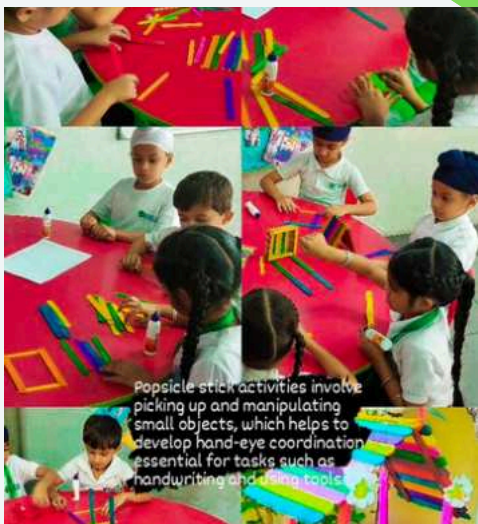 Popsicle stick activities involve
picking up and manipulating
small objects, which helps to
develop hand-eye coordination
essential for tasks such as
handwriting and using tools.